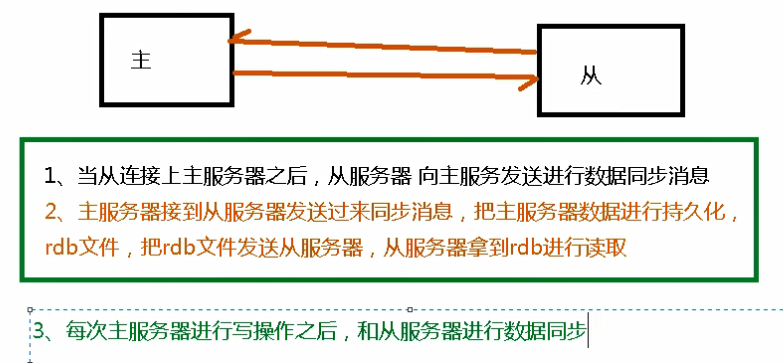 主
从
1、当从连接上主服务器之后，从服务器 向主服务发送进行数据同步消息
2、主服务器接到从服务器发送过来同步消息，把主服务器数据进行持久化，
rdb文件，把rdb文件发送从服务器，从服务器拿到rdb进行读取
3、每次主服务器进行写操作之后，和从服务器进行数据同步